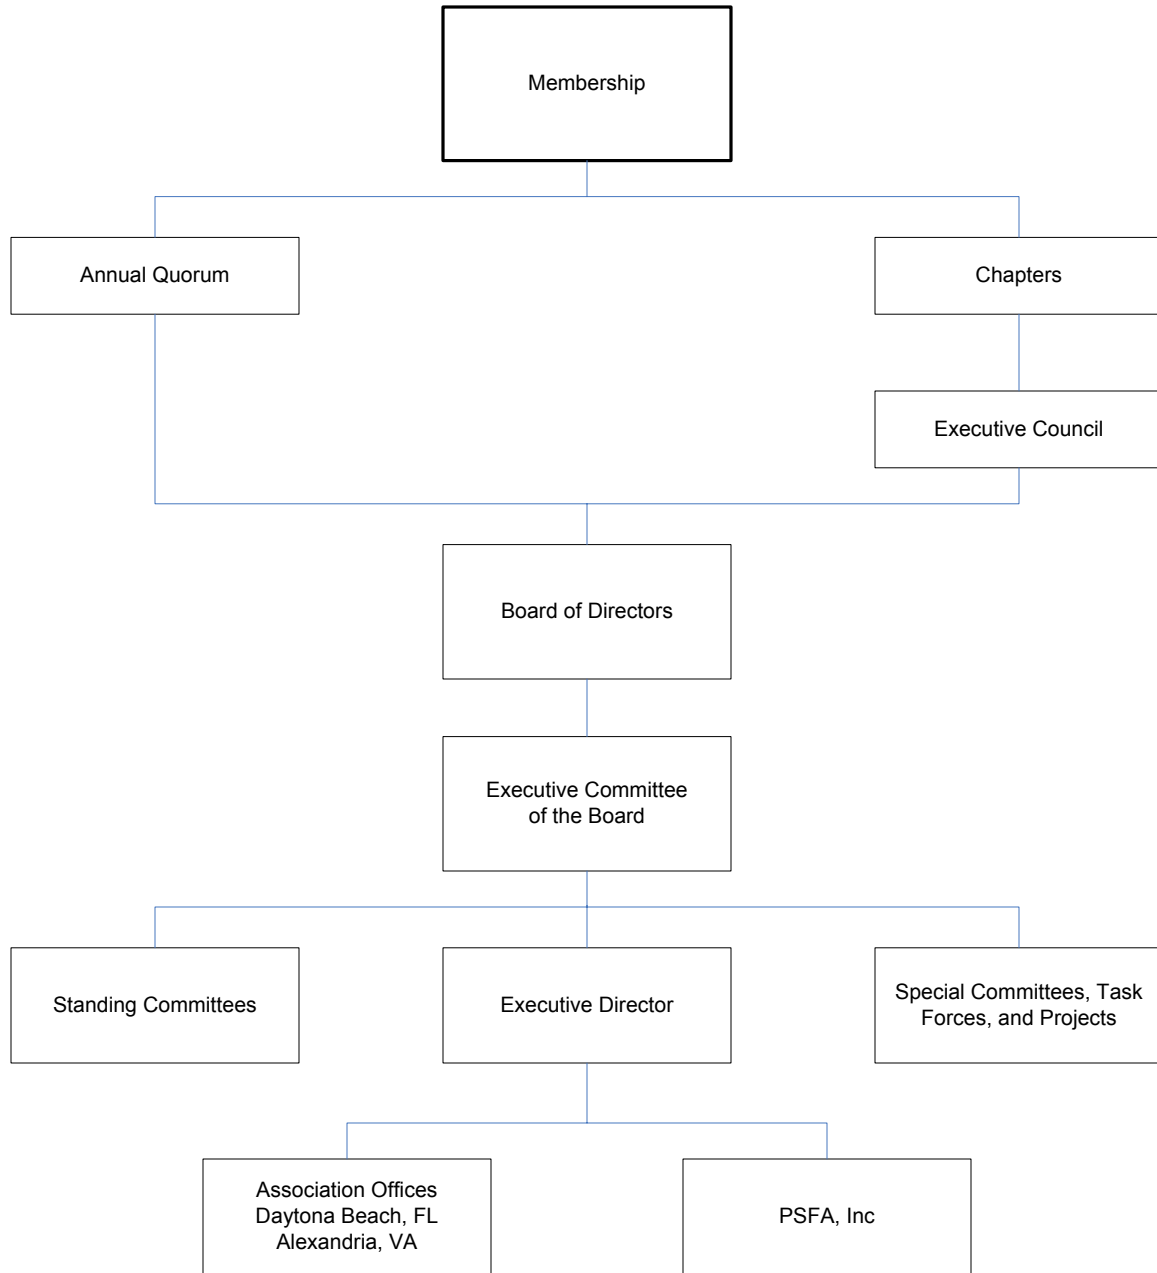 Membership
Annual Quorum
Chapters
Executive Council
Board of Directors
Executive Committee
of the Board
Standing Committees
Executive Director
Special Committees, Task
Forces, and Projects
Association Offices
Daytona Beach, FL
Alexandria, VA
PSFA, Inc